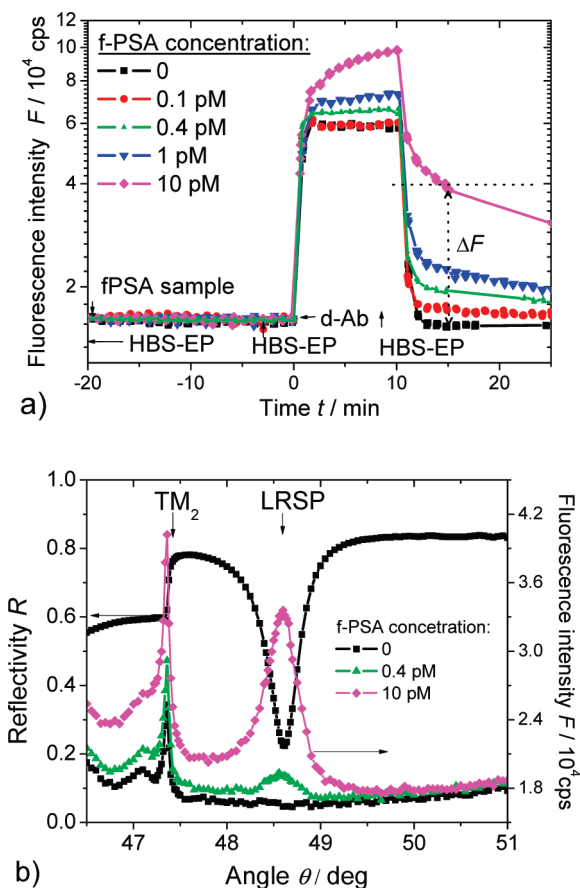 f-PSA concentration:
0
0.1 pM
0.4 pM
1 pM
10 pM
Fluorescence intensity F / 10⁴ cps
12
10
8
6
4
2
ΔF
fPSA sample
d-Ab
HBS-EP
HBS-EP
HBS-EP
-20
-10
0
10
20
Time t / min
a)
TM₂
LRSP
f-PSA concetration:
0
0.4 pM
10 pM
Reflectivity R
1.0
0.8
0.6
0.4
0.2
0.0
Fluorescence intensity F / 10⁴ cps
4.2
3.6
3.0
2.4
1.8
47
48
49
50
51
Angle θ / deg
b)